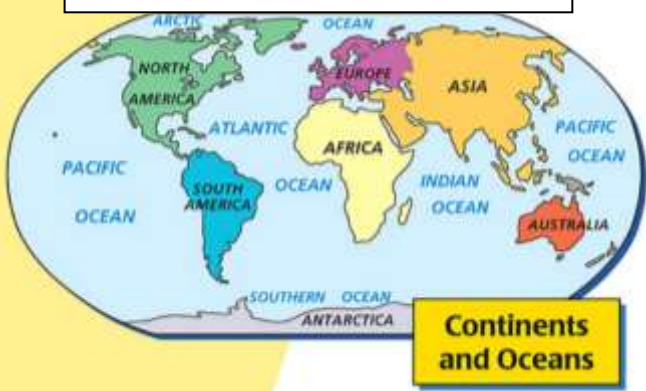 ARCTIC OCEAN
NORTH
AMERICA
EUROPE
ASIA
ATLANTIC
OCEAN
AFRICA
PACIFIC
OCEAN
PACIFIC
OCEAN
SOUTH
AMERICA
INDIAN
OCEAN
AUSTRALIA
SOUTHERN OCEAN
ANTARCTICA
Continents
and Oceans